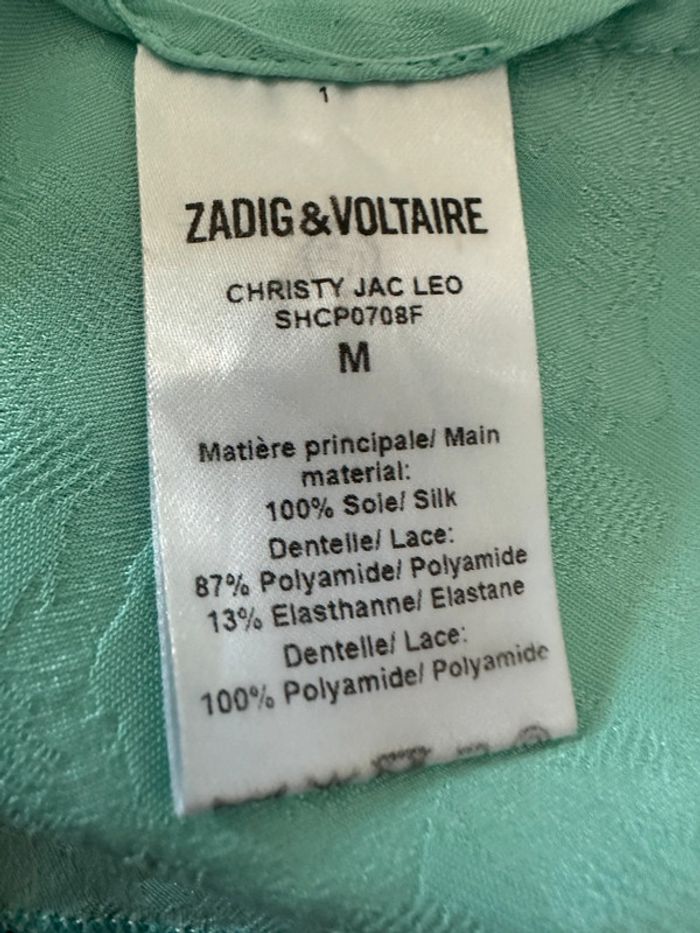 1
ZADIG & VOLTAIRE
CHRISTY JAC LEO
SHCP0708F
M
Matière principale/ Main
material:
100% Soie/ Silk
Dentelle/ Lace:
87% Polyamide/ Polyamide
13% Elasthanne/ Elastane
Dentelle/ Lace:
100% Polyamide/ Polyamide